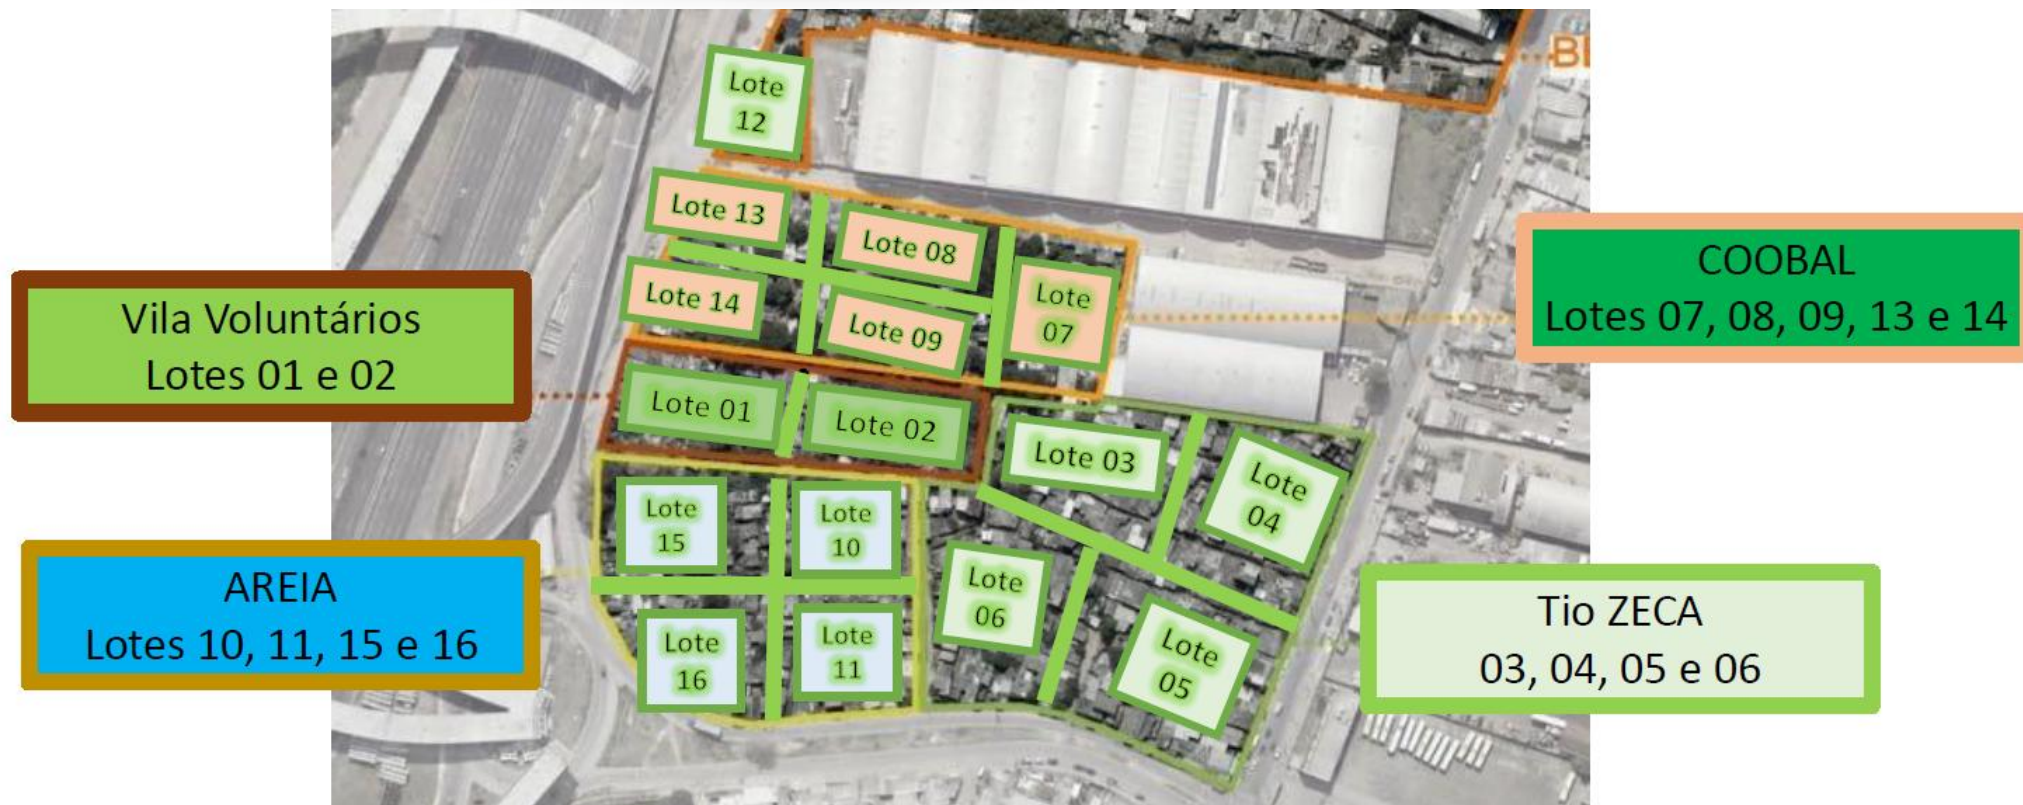 Lote
12
BE
Lote 13
Lote 08
Lote 14
Lote 09
Lote
07
COOBAL
Lotes 07, 08, 09, 13 e 14
Vila Voluntários
Lotes 01 e 02
Lote 01
Lote 02
Lote 03
Lote
04
Lote
15
Lote
10
Lote
06
Lote
05
Lote
16
Lote
11
AREIA
Lotes 10, 11, 15 e 16
Tio ZECA
03, 04, 05 e 06